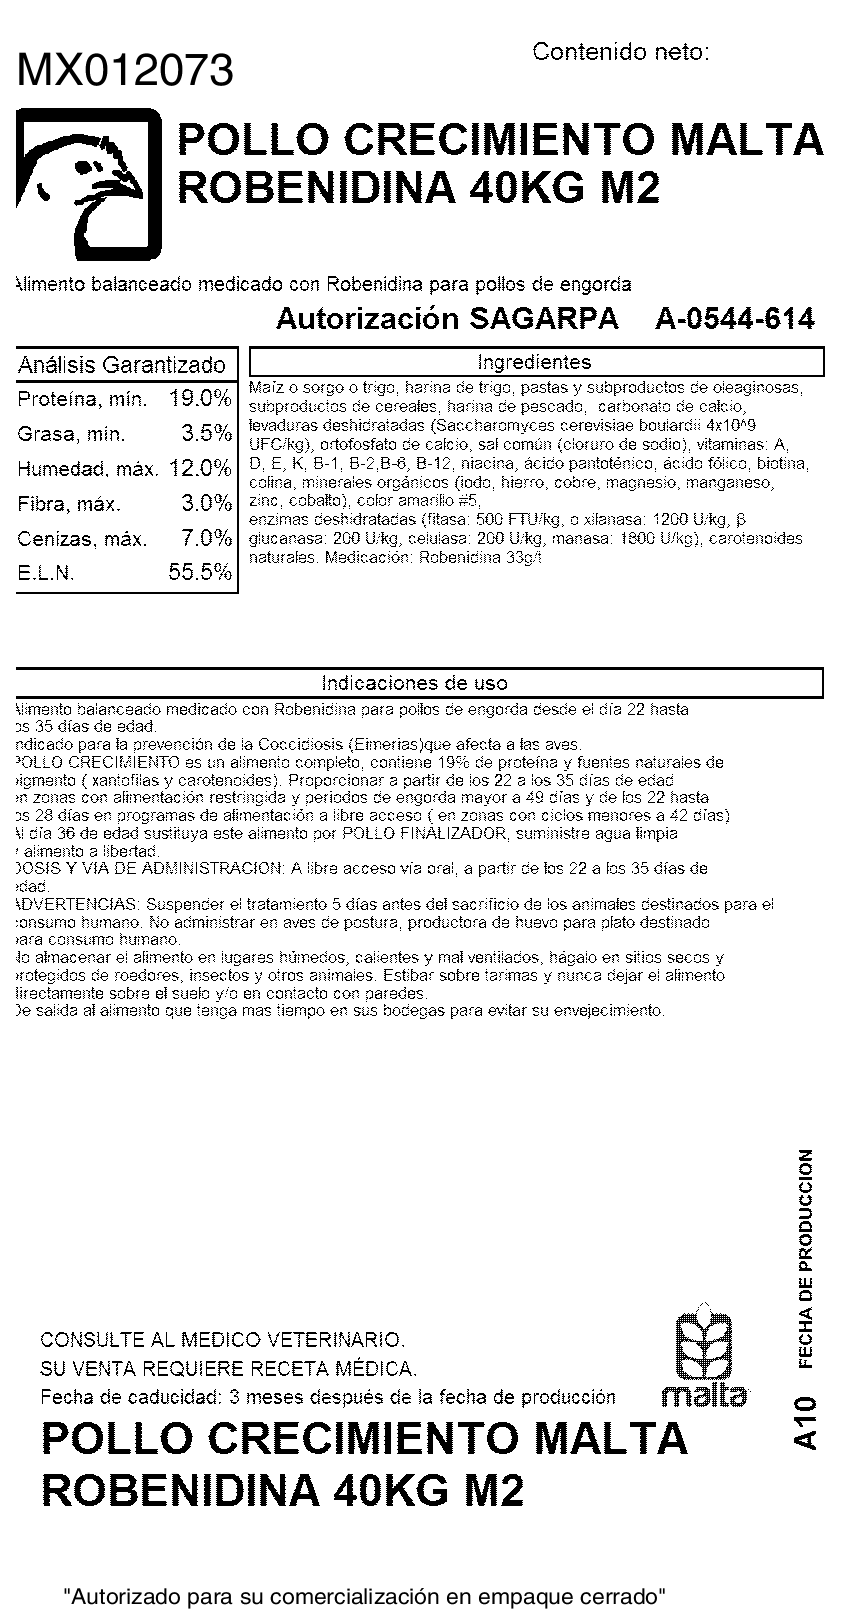 Contenido neto:
MX012073
POLLO CRECIMIENTO MALTA
ROBENIDINA 40KG M2
Alimento balanceado medicado con Robenidina para pollos de engorda
Autorización SAGARPA A-0544-614
Análisis Garantizado
Proteína, mín. 19.0%
Grasa, mín. 3.5%
Humedad, máx. 12.0%
Fibra, máx. 3.0%
Cenizas, máx. 7.0%
E.L.N. 55.5%
Ingredientes
Maíz o sorgo o trigo, harina de trigo, pastas y subproductos de oleaginosas,
subproductos de cereales, harina de pescado, carbonato de calcio,
levaduras deshidratadas (Saccharomyces cerevisiae boulardii 4x10^9
UFC/kg), ortofosfato de calcio, sal común (cloruro de sodio), vitaminas: A,
D, E, K, B-1, B-2,B-6, B-12, niacina, ácido pantoténico, ácido fólico, biotina,
colina, minerales orgánicos (iodo, hierro, cobre, magnesio, manganeso,
zinc, cobalto), color amarillo #5,
enzimas deshidratadas (fitasa: 500 FTU/kg, o xilanasa: 1200 U/kg, β
glucanasa: 200 U/kg, celulasa: 200 U/kg, manasa: 1800 U/kg), carotenoides
naturales. Medicación: Robenidina 33g/t
Indicaciones de uso
Alimento balanceado medicado con Robenidina para pollos de engorda desde el día 22 hasta
os 35 días de edad.
ndicado para la prevención de la Coccidiosis (Eimerias)que afecta a las aves.
POLLO CRECIMIENTO es un alimento completo, contiene 19% de proteína y fuentes naturales de
pigmento ( xantofilas y carotenoides). Proporcionar a partir de los 22 a los 35 días de edad
en zonas con alimentación restringida y periodos de engorda mayor a 49 días y de los 22 hasta
os 28 días en programas de alimentación a libre acceso ( en zonas con ciclos menores a 42 días)
Al día 36 de edad sustituya este alimento por POLLO FINALIZADOR, suministre agua limpia
y alimento a libertad.
DOSIS Y VIA DE ADMINISTRACION: A libre acceso vía oral, a partir de los 22 a los 35 días de
edad.
ADVERTENCIAS: Suspender el tratamiento 5 días antes del sacrificio de los animales destinados para el
consumo humano. No administrar en aves de postura, productora de huevo para plato destinado
para consumo humano.
No almacenar el alimento en lugares húmedos, calientes y mal ventilados, hágalo en sitios secos y
protegidos de roedores, insectos y otros animales. Estibar sobre tarimas y nunca dejar el alimento
directamente sobre el suelo y/o en contacto con paredes.
De salida al alimento que tenga mas tiempo en sus bodegas para evitar su envejecimiento.
A10 FECHA DE PRODUCCION
CONSULTE AL MEDICO VETERINARIO.
SU VENTA REQUIERE RECETA MÉDICA.
Fecha de caducidad: 3 meses después de la fecha de producción
malta
POLLO CRECIMIENTO MALTA
ROBENIDINA 40KG M2
"Autorizado para su comercialización en empaque cerrado"